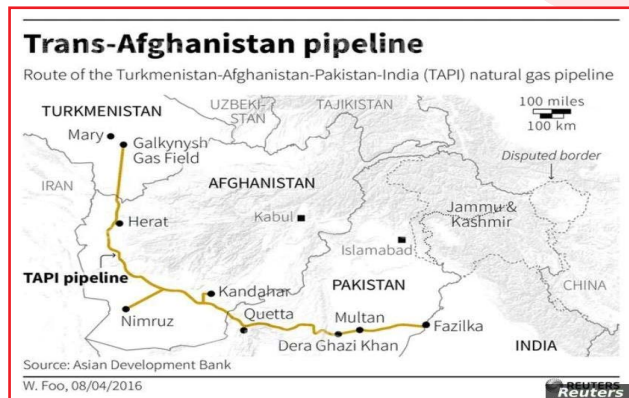 Trans-Afghanistan pipeline
Route of the Turkmenistan-Afghanistan-Pakistan-India (TAPI) natural gas pipeline
TURKMENISTAN
UZBEKI-
STAN
TAJIKISTAN
100 miles
100 km
Mary
Galkynysh
Gas Field
Disputed border
IRAN
AFGHANISTAN
Jammu &
Kashmir
Herat
Kabul
Islamabad
TAPI pipeline
PAKISTAN
CHINA
Kandahar
Nimruz
Quetta
Multan
Fazilka
Dera Ghazi Khan
INDIA
Source: Asian Development Bank
W. Foo, 08/04/2016
REUTERS
Reuters